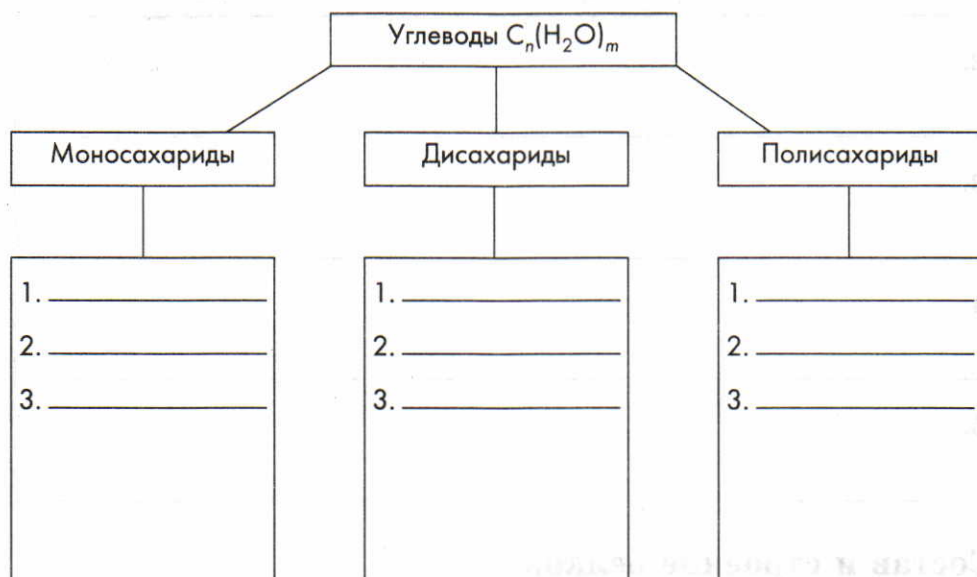 Углеводы Cₙ(H₂O)ₘ
Моносахариды
Дисахариды
Полисахариды
1.
2.
3.
1.
2.
3.
1.
2.
3.